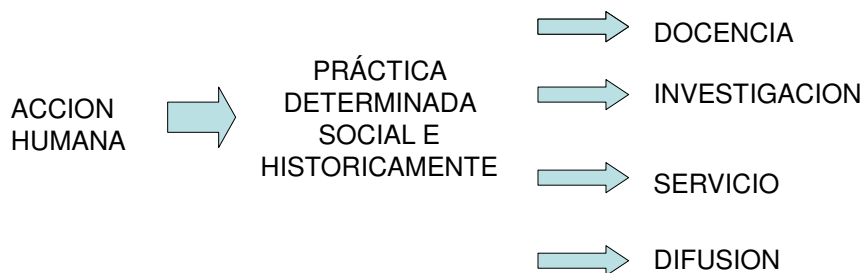 ACCION
HUMANA
PRÁCTICA
DETERMINADA
SOCIAL E
HISTORICAMENTE
DOCENCIA
INVESTIGACION
SERVICIO
DIFUSION